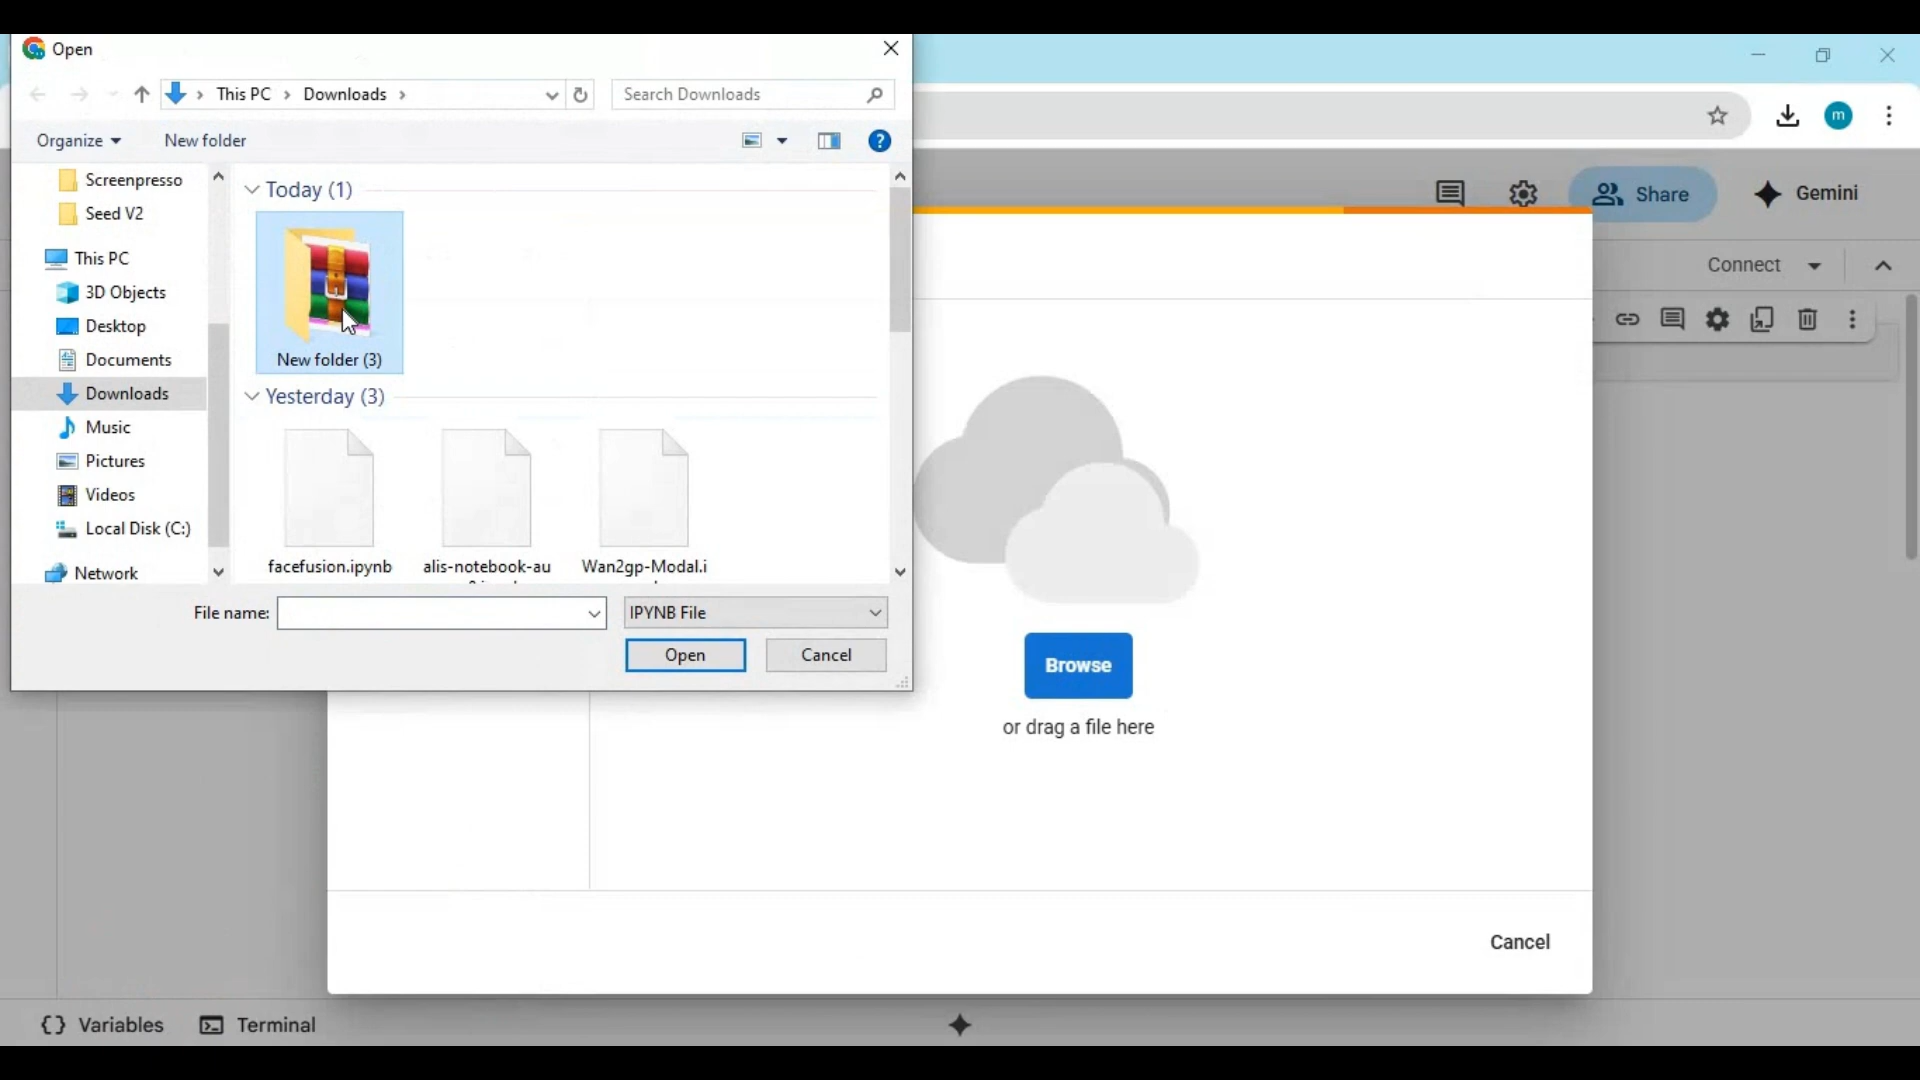 Open
This PC
Downloads
Search Downloads
Organize
New folder
Screenpresso
Seed V2
This PC
3D Objects
Desktop
Documents
Downloads
Music
Pictures
Videos
Local Disk (C:)
Network
Today (1)
New folder (3)
Yesterday (3)
facefusion.ipynb
alis-notebook-au
Wan2gp-Modal.i
File name:
IPYNB File
Open
Cancel
m
Share
Gemini
Connect
Browse
or drag a file here
Cancel
Variables
Terminal